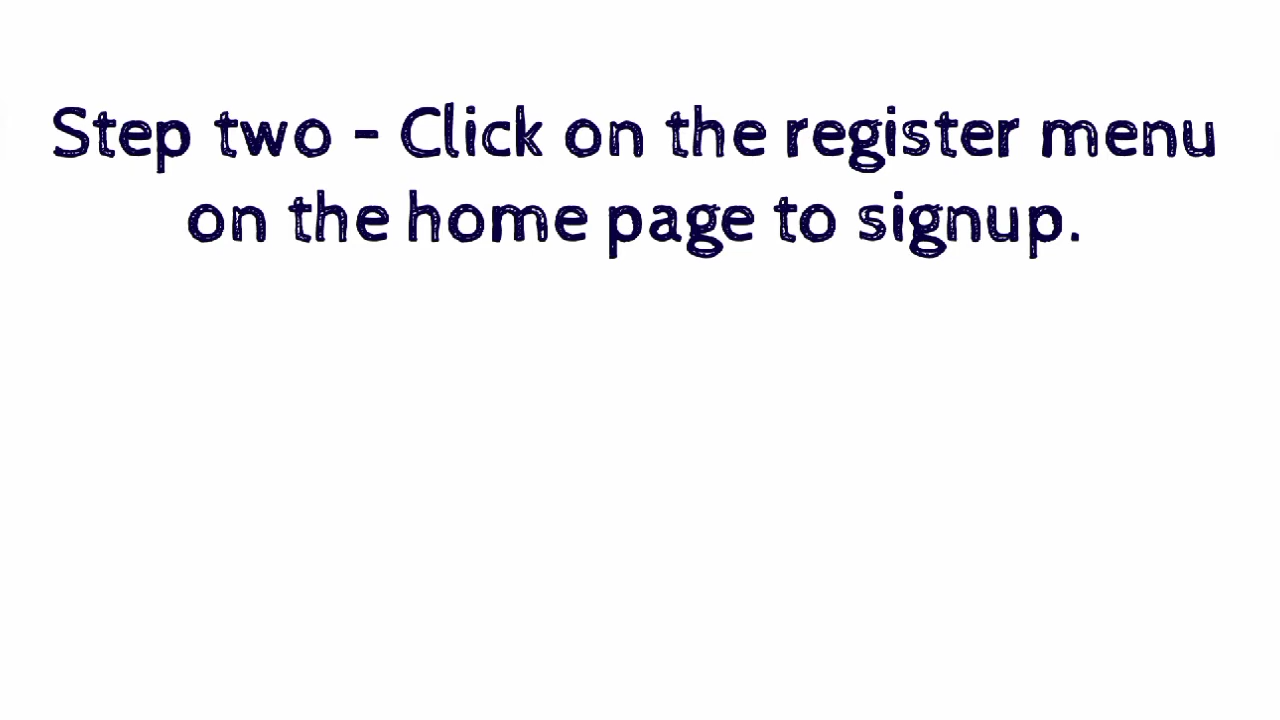 Step two - Click on the register menu
on the home page to signup.